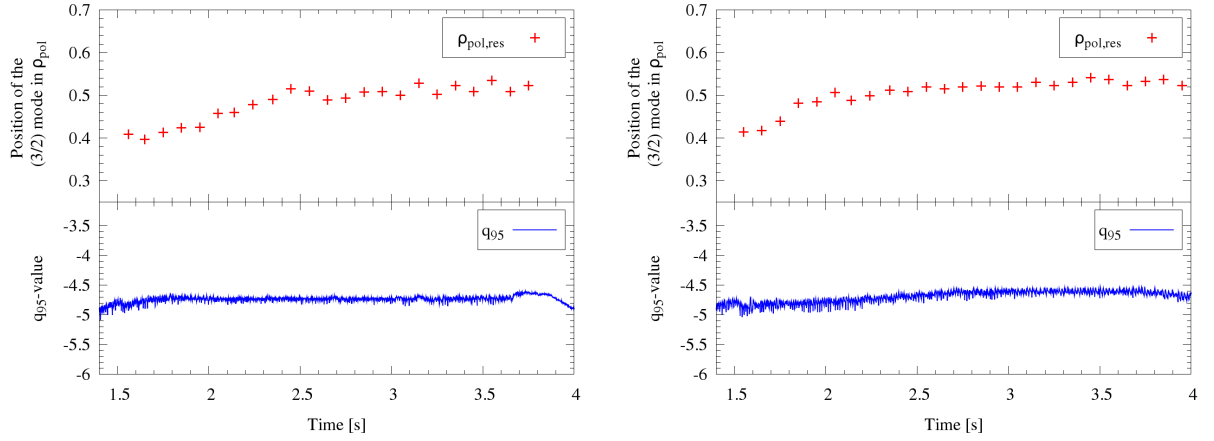 0.7
0.6
0.5
0.4
0.3
Position of the
(3/2) mode in ρpol
ρpol,res
-3.5
-4
-4.5
-5
-5.5
-6
q95-value
q95
1.5 2 2.5 3 3.5 4
Time [s]
0.7
0.6
0.5
0.4
0.3
Position of the
(3/2) mode in ρpol
ρpol,res
-3.5
-4
-4.5
-5
-5.5
-6
q95-value
q95
1.5 2 2.5 3 3.5 4
Time [s]